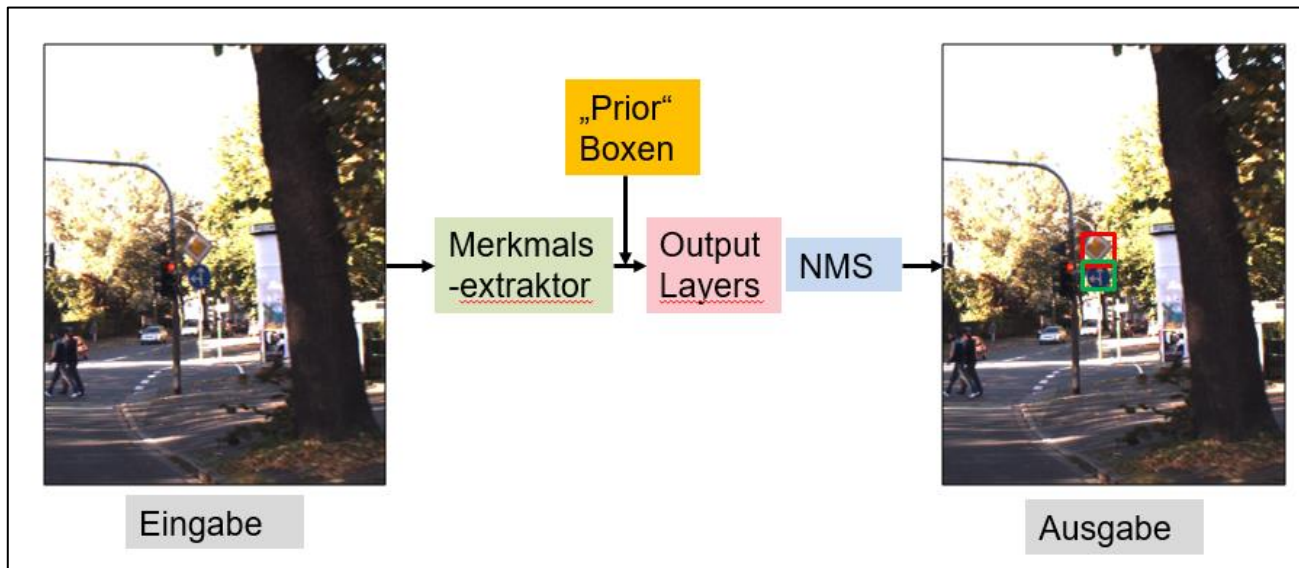 „Prior“
Boxen
Merkmals
-extraktor
Output
Layers
NMS
Eingabe
Ausgabe